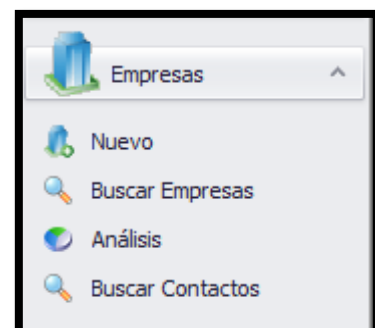 Empresas
Nuevo
Buscar Empresas
Análisis
Buscar Contactos